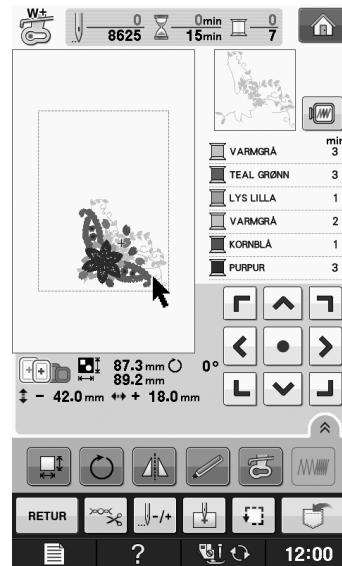 W+
0 0min 0
8625 15min 7
min
VARMGRÅ 3
TEAL GRØNN 3
LYS LILLA 1
VARMGRÅ 2
KORNBLÅ 1
PURPUR 3
87.3 mm 0°
89.2 mm
- 42.0 mm + 18.0 mm
RETUR -/+
? 12:00